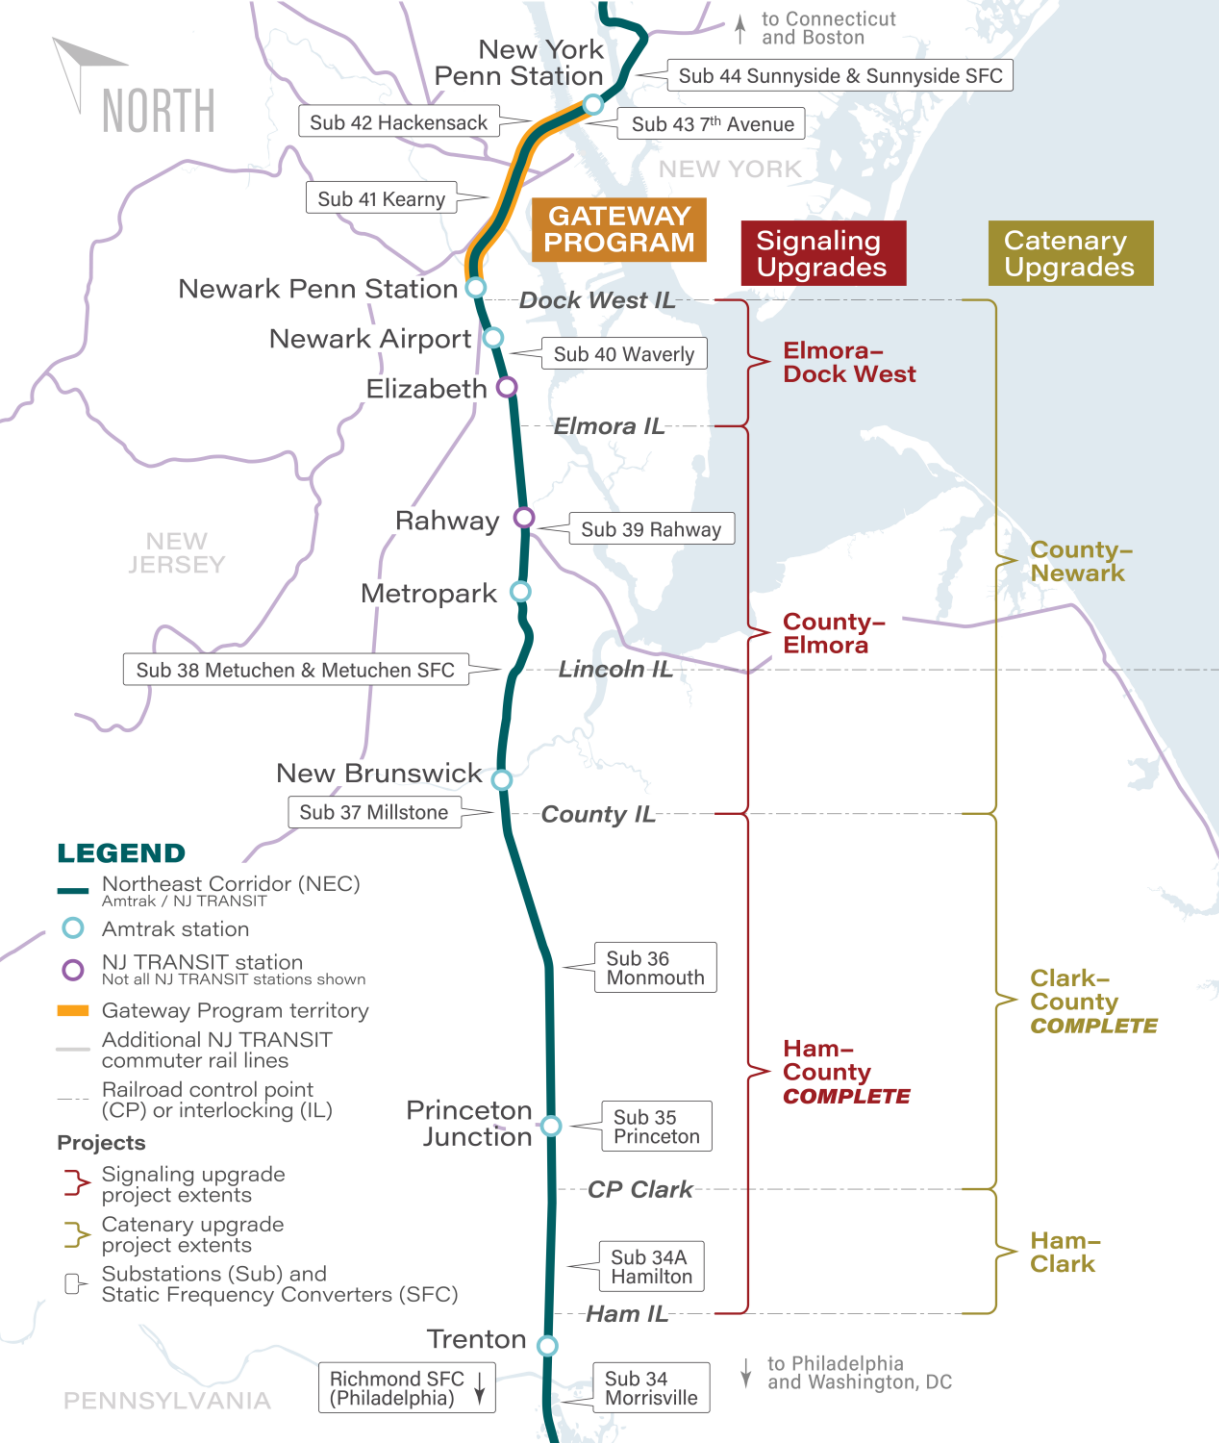 to Connecticut
and Boston
New York
Penn Station
Sub 44 Sunnyside & Sunnyside SFC
NORTH
Sub 42 Hackensack
Sub 43 7th Avenue
NEW YORK
Sub 41 Kearny
GATEWAY
PROGRAM
Signaling
Upgrades
Catenary
Upgrades
Newark Penn Station
Dock West IL
Newark Airport
Sub 40 Waverly
Elmora–
Dock West
Elizabeth
Elmora IL
Rahway
Sub 39 Rahway
NEW
JERSEY
County–
Newark
Metropark
County–
Elmora
Sub 38 Metuchen & Metuchen SFC
Lincoln IL
New Brunswick
Sub 37 Millstone
County IL
LEGEND
Northeast Corridor (NEC)
Amtrak / NJ TRANSIT
Amtrak station
NJ TRANSIT station
Not all NJ TRANSIT stations shown
Gateway Program territory
Additional NJ TRANSIT
commuter rail lines
Railroad control point
(CP) or interlocking (IL)
Projects
Signaling upgrade
project extents
Catenary upgrade
project extents
Substations (Sub) and
Static Frequency Converters (SFC)
Sub 36
Monmouth
Clark–
County
COMPLETE
Ham–
County
COMPLETE
Princeton
Junction
Sub 35
Princeton
CP Clark
Ham–
Clark
Sub 34A
Hamilton
Ham IL
Trenton
Richmond SFC
(Philadelphia)
Sub 34
Morrisville
to Philadelphia
and Washington, DC
PENNSYLVANIA